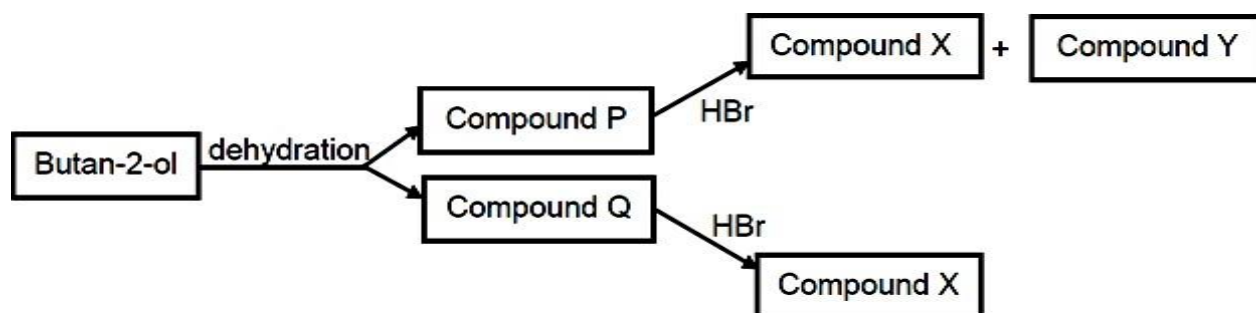 Compound X + Compound Y
Compound P
HBr
dehydration
Butan-2-ol
Compound Q
HBr
Compound X